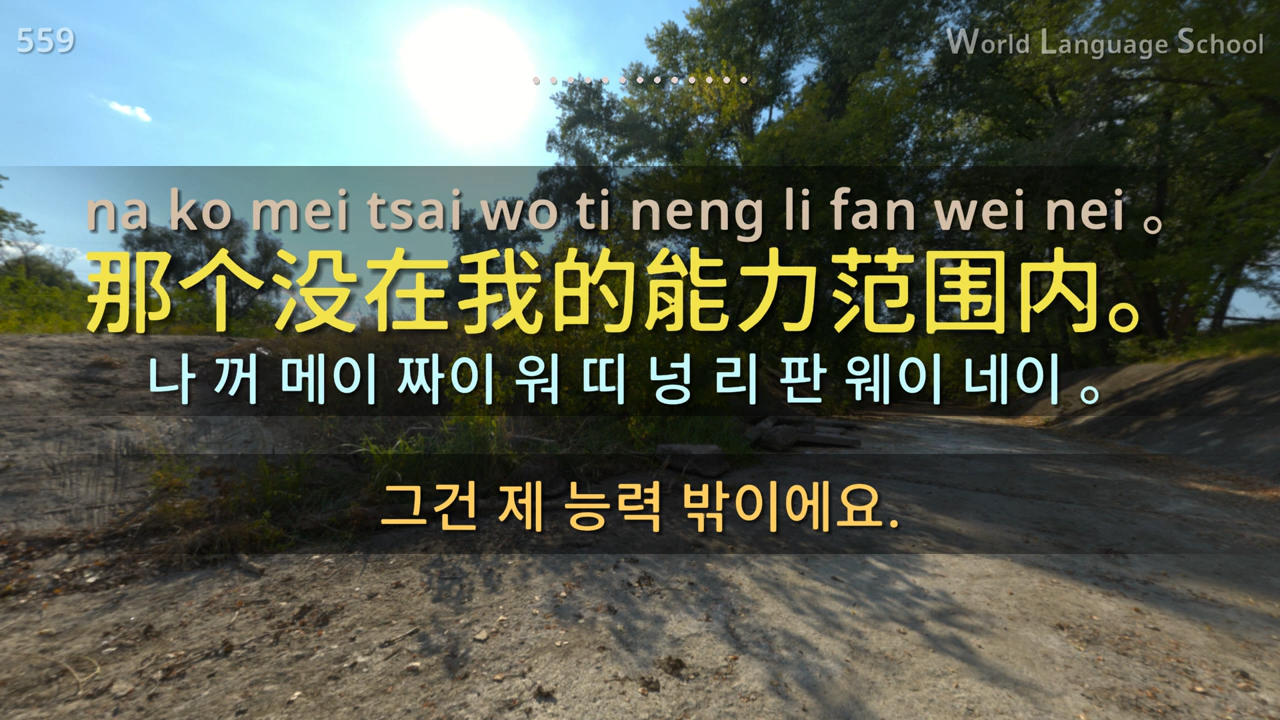 559
World Language School
na ko mei tsai wo ti neng li fan wei nei 。
那个没在我的能力范围内。
나 꺼 메이 짜이 워 띠 넝 리 판 웨이 네이 。
그건 제 능력 밖이에요.